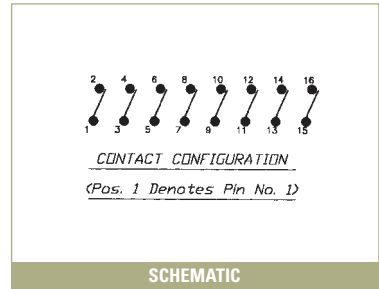 2 4 6 8 10 12 14 16
1 3 5 7 9 11 13 15
CONTACT CONFIGURATION
(Pos. 1 Denotes Pin No. 1)
SCHEMATIC